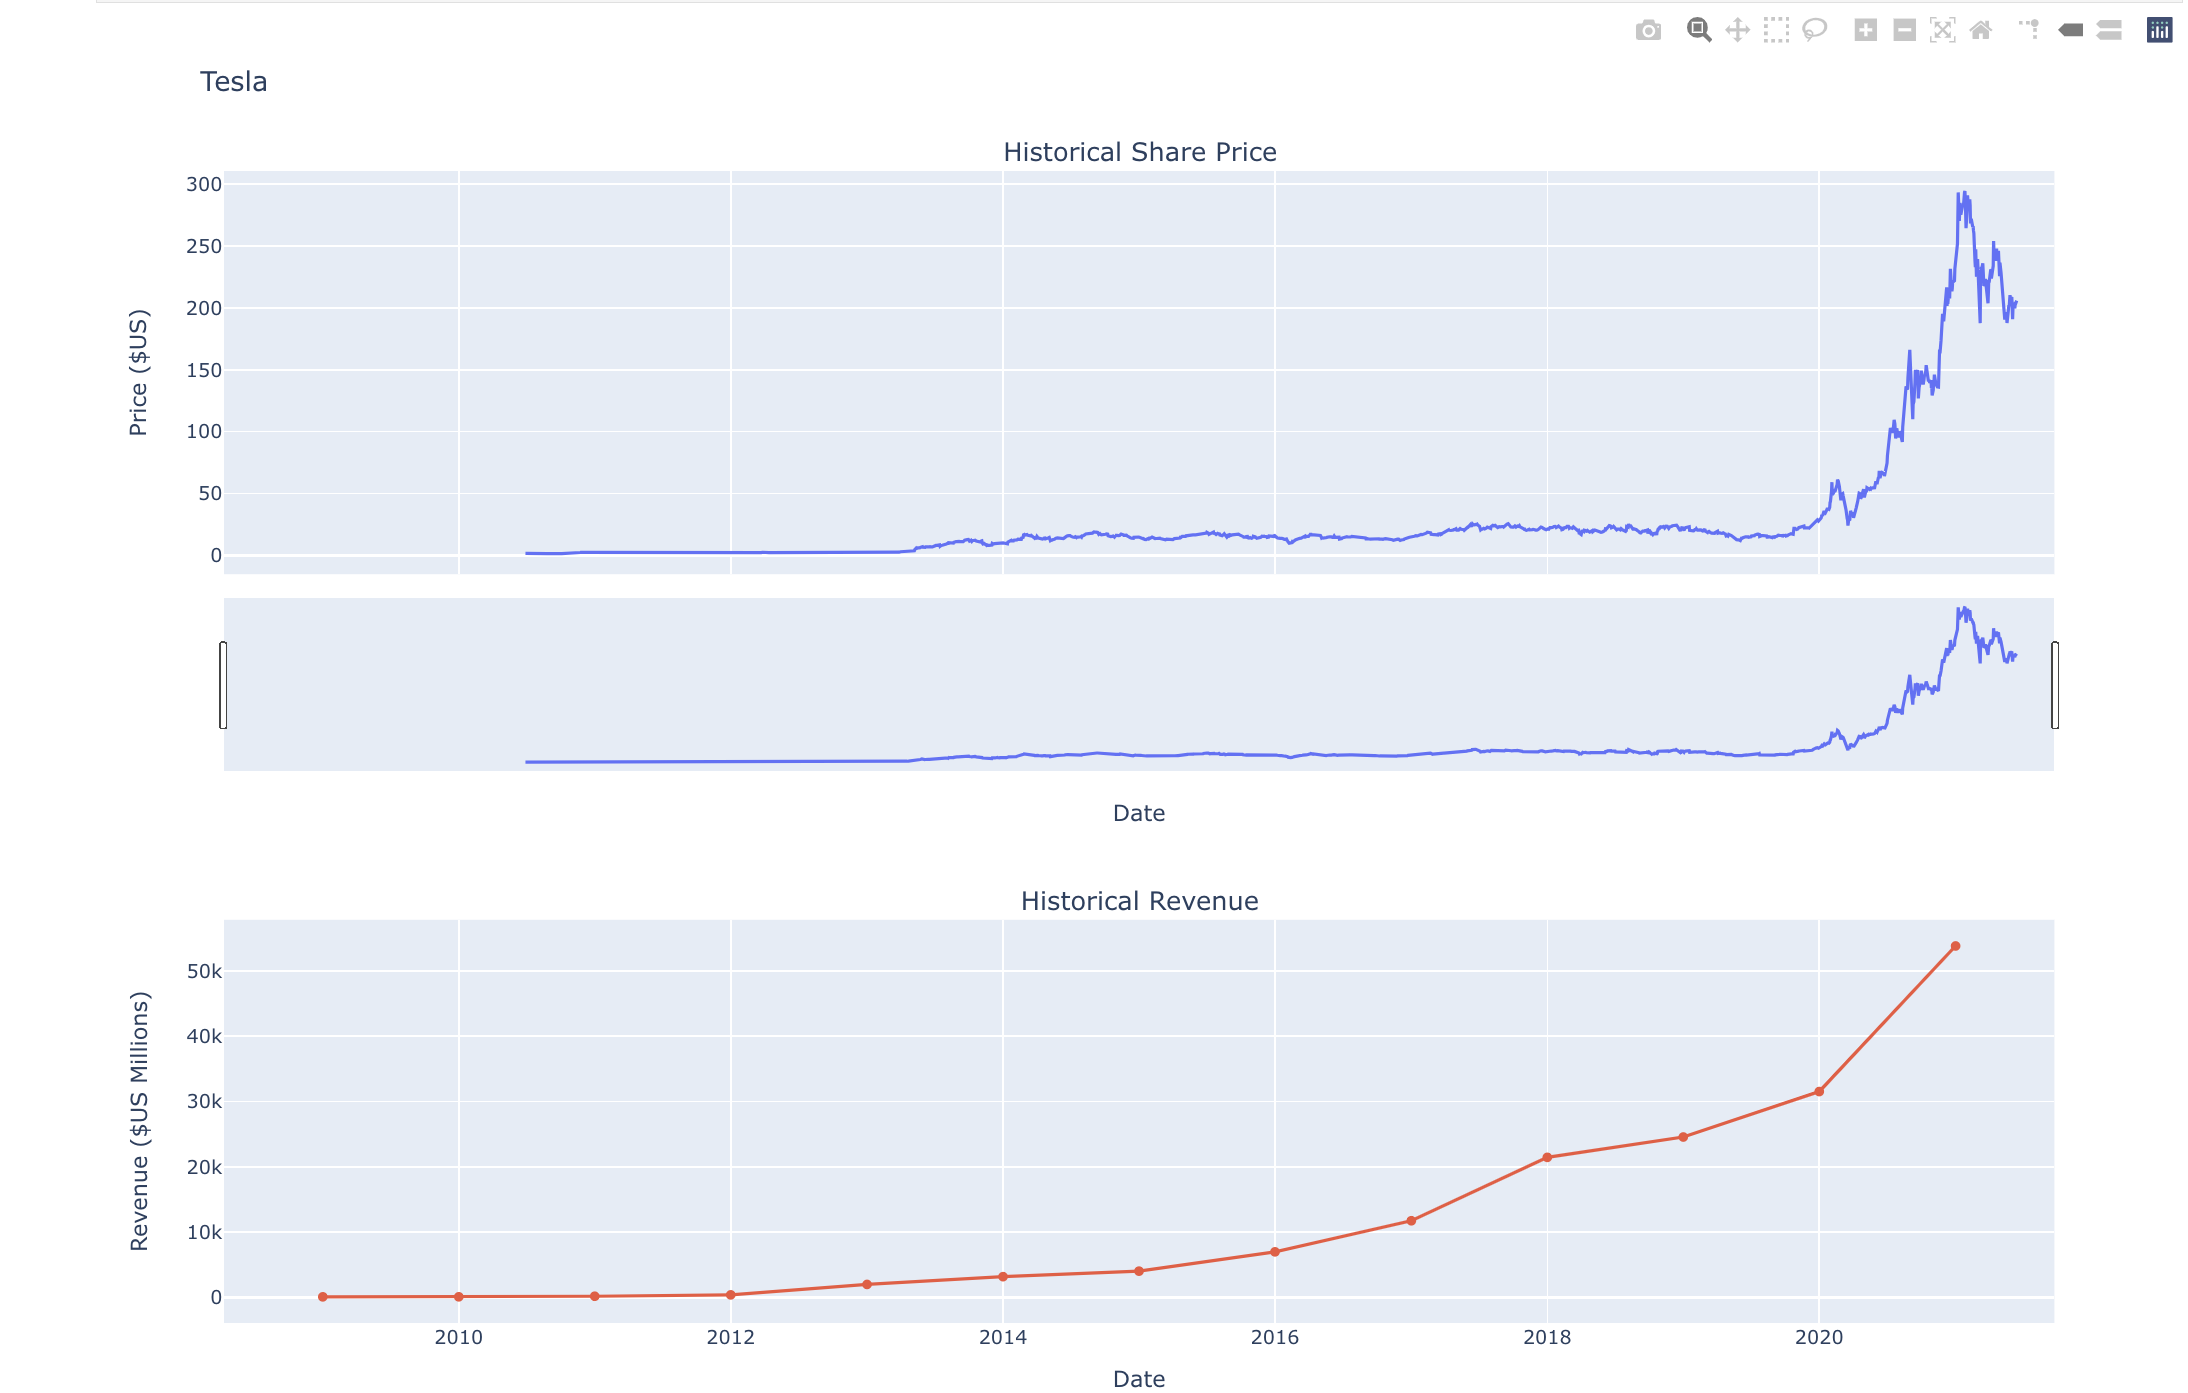 Tesla
Historical Share Price
300
250
200
150
100
50
0
Price ($US)
Date
Historical Revenue
50k
40k
30k
20k
10k
0
Revenue ($US Millions)
2010 2012 2014 2016 2018 2020
Date